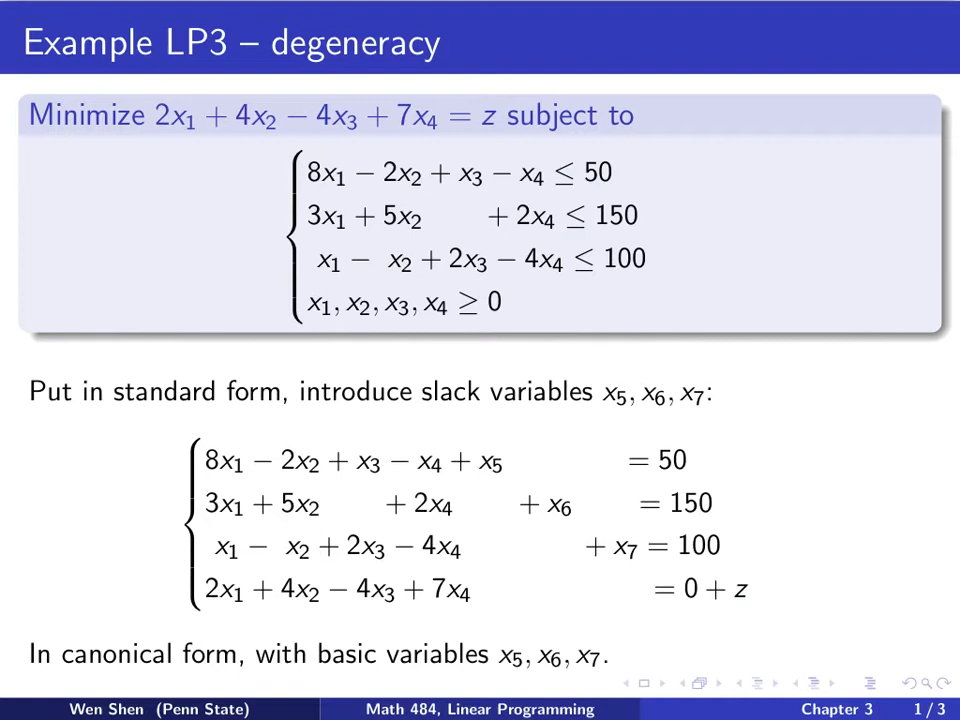 Example LP3 – degeneracy
Minimize 2x₁ + 4x₂ − 4x₃ + 7x₄ = z subject to
8x₁ − 2x₂ + x₃ − x₄ ≤ 50
3x₁ + 5x₂ + 2x₄ ≤ 150
x₁ − x₂ + 2x₃ − 4x₄ ≤ 100
x₁, x₂, x₃, x₄ ≥ 0
Put in standard form, introduce slack variables x₅, x₆, x₇:
8x₁ − 2x₂ + x₃ − x₄ + x₅ = 50
3x₁ + 5x₂ + 2x₄ + x₆ = 150
x₁ − x₂ + 2x₃ − 4x₄ + x₇ = 100
2x₁ + 4x₂ − 4x₃ + 7x₄ = 0 + z
In canonical form, with basic variables x₅, x₆, x₇.
Wen Shen (Penn State) Math 484, Linear Programming Chapter 3 1 / 3